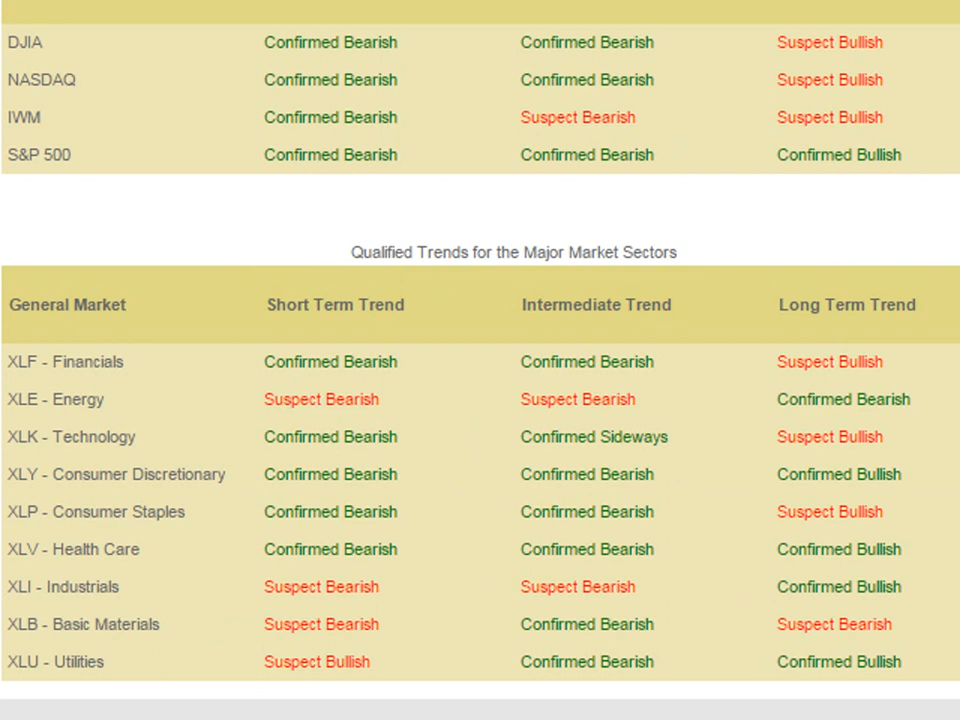 DJIA Confirmed Bearish Confirmed Bearish Suspect Bullish
NASDAQ Confirmed Bearish Confirmed Bearish Suspect Bullish
IWM Confirmed Bearish Suspect Bearish Suspect Bullish
S&P 500 Confirmed Bearish Confirmed Bearish Confirmed Bullish
Qualified Trends for the Major Market Sectors
General Market Short Term Trend Intermediate Trend Long Term Trend
XLF - Financials Confirmed Bearish Confirmed Bearish Suspect Bullish
XLE - Energy Suspect Bearish Suspect Bearish Confirmed Bearish
XLK - Technology Confirmed Bearish Confirmed Sideways Suspect Bullish
XLY - Consumer Discretionary Confirmed Bearish Confirmed Bearish Confirmed Bullish
XLP - Consumer Staples Confirmed Bearish Confirmed Bearish Suspect Bullish
XLV - Health Care Confirmed Bearish Confirmed Bearish Confirmed Bullish
XLI - Industrials Suspect Bearish Suspect Bearish Confirmed Bullish
XLB - Basic Materials Suspect Bearish Confirmed Bearish Suspect Bearish
XLU - Utilities Suspect Bullish Confirmed Bearish Confirmed Bullish